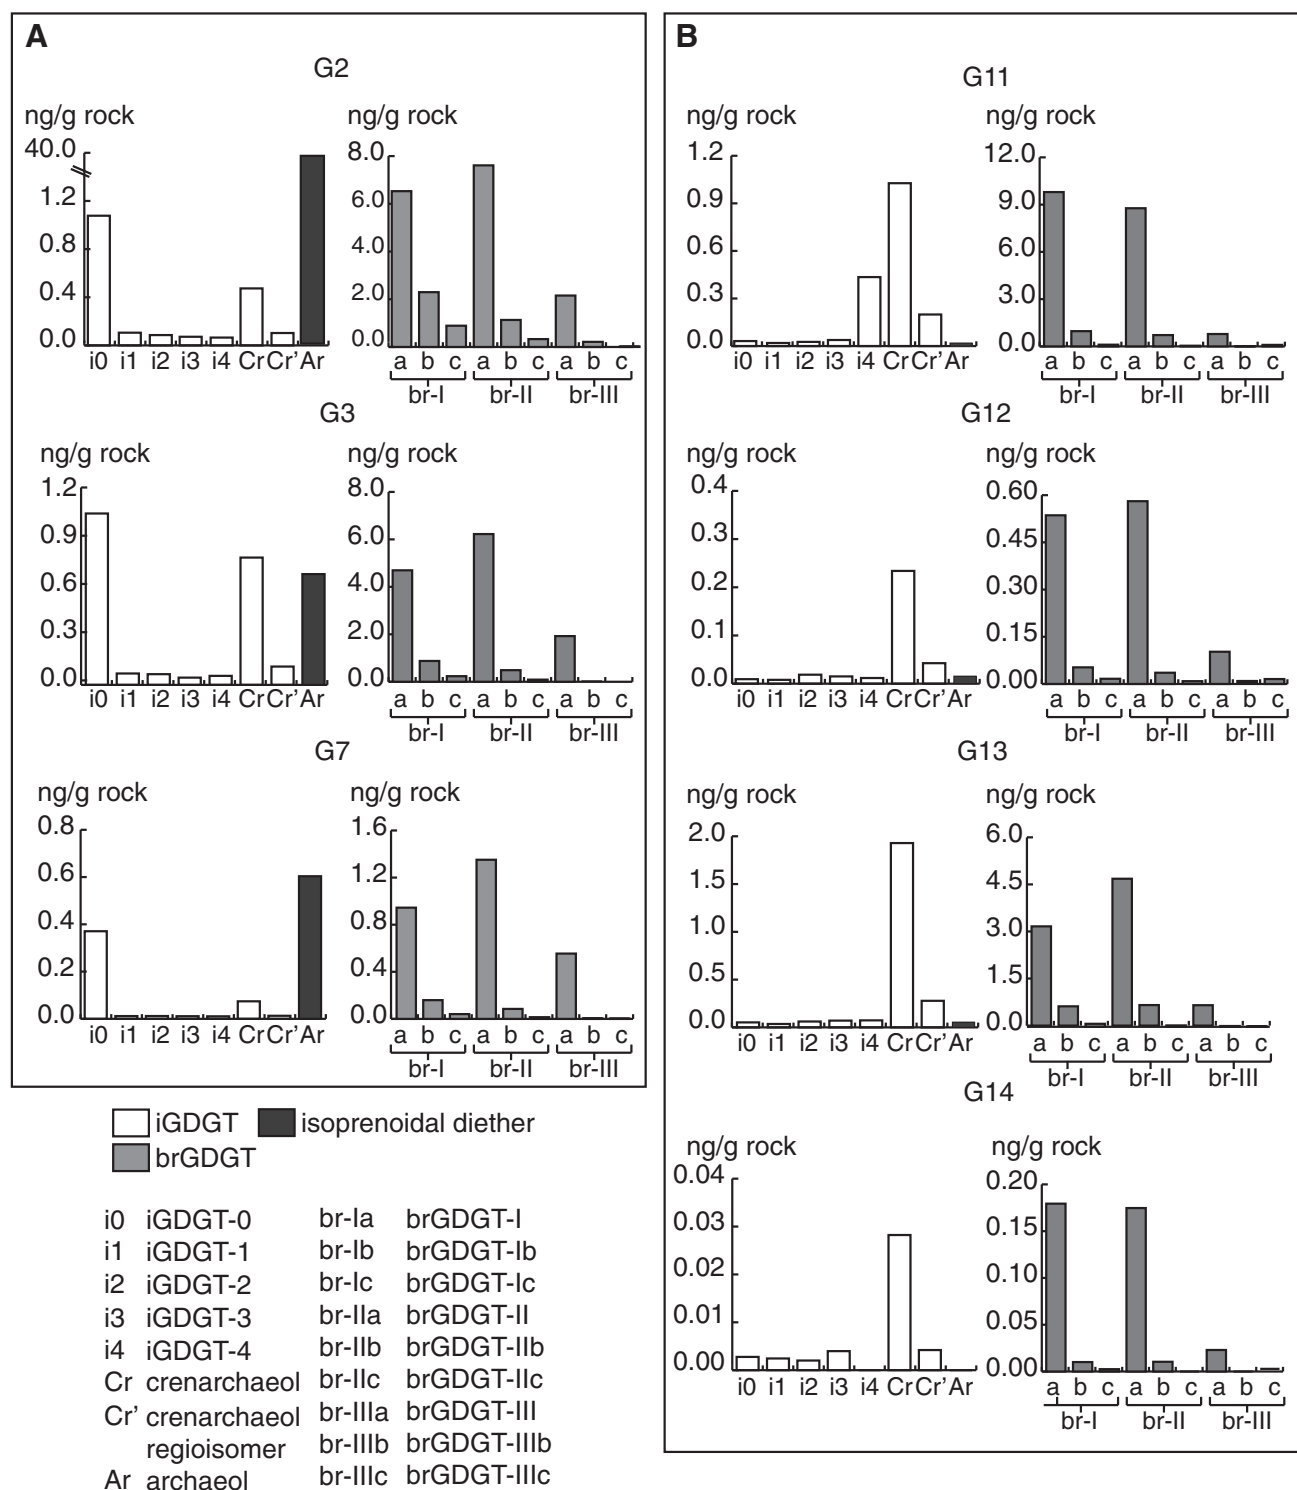 A
G2
ng/g rock
40.0
1.2
0.8
0.4
0.0
i0 i1 i2 i3 i4 Cr Cr' Ar
ng/g rock
8.0
6.0
4.0
2.0
0.0
a b c a b c a b c
br-I br-II br-III
G3
ng/g rock
1.2
0.9
0.6
0.3
0.0
i0 i1 i2 i3 i4 Cr Cr' Ar
ng/g rock
8.0
6.0
4.0
2.0
0.0
a b c a b c a b c
br-I br-II br-III
G7
ng/g rock
0.8
0.6
0.4
0.2
0.0
i0 i1 i2 i3 i4 Cr Cr' Ar
ng/g rock
1.6
1.2
0.8
0.4
0.0
a b c a b c a b c
br-I br-II br-III
iGDGT isoprenoidal diether
brGDGT
i0 iGDGT-0 br-Ia brGDGT-I
i1 iGDGT-1 br-Ib brGDGT-Ib
i2 iGDGT-2 br-Ic brGDGT-Ic
i3 iGDGT-3 br-IIa brGDGT-II
i4 iGDGT-4 br-IIb brGDGT-IIb
Cr crenarchaeol br-IIc brGDGT-IIc
Cr' crenarchaeol br-IIIa brGDGT-III
regioisomer br-IIIb brGDGT-IIIb
Ar archaeol br-IIIc brGDGT-IIIc
B
G11
ng/g rock
1.2
0.9
0.6
0.3
0.0
i0 i1 i2 i3 i4 Cr Cr' Ar
ng/g rock
12.0
9.0
6.0
3.0
0.0
a b c a b c a b c
br-I br-II br-III
G12
ng/g rock
0.4
0.3
0.2
0.1
0.0
i0 i1 i2 i3 i4 Cr Cr' Ar
ng/g rock
0.60
0.45
0.30
0.15
0.00
a b c a b c a b c
br-I br-II br-III
G13
ng/g rock
2.0
1.5
1.0
0.5
0.0
i0 i1 i2 i3 i4 Cr Cr' Ar
ng/g rock
6.0
4.5
3.0
1.5
0.0
a b c a b c a b c
br-I br-II br-III
G14
ng/g rock
0.04
0.03
0.02
0.01
0.00
i0 i1 i2 i3 i4 Cr Cr' Ar
ng/g rock
0.20
0.15
0.10
0.05
0.00
a b c a b c a b c
br-I br-II br-III